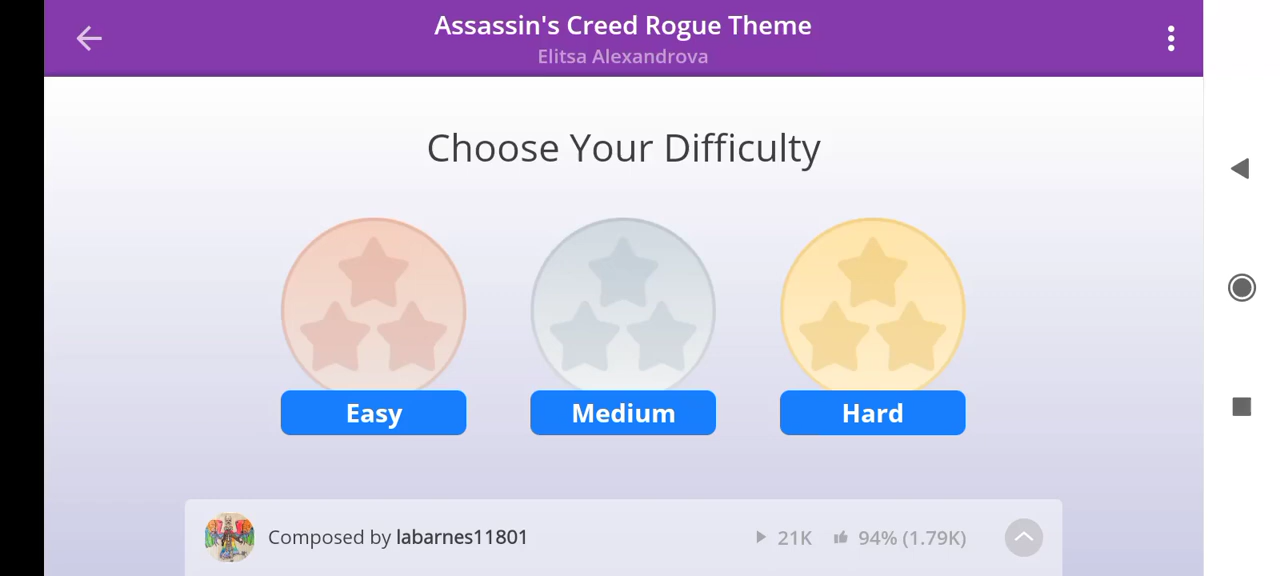 Assassin's Creed Rogue Theme
Elitsa Alexandrova
Choose Your Difficulty
Easy Medium Hard
Composed by labarnes11801 21K 94% (1.79K)